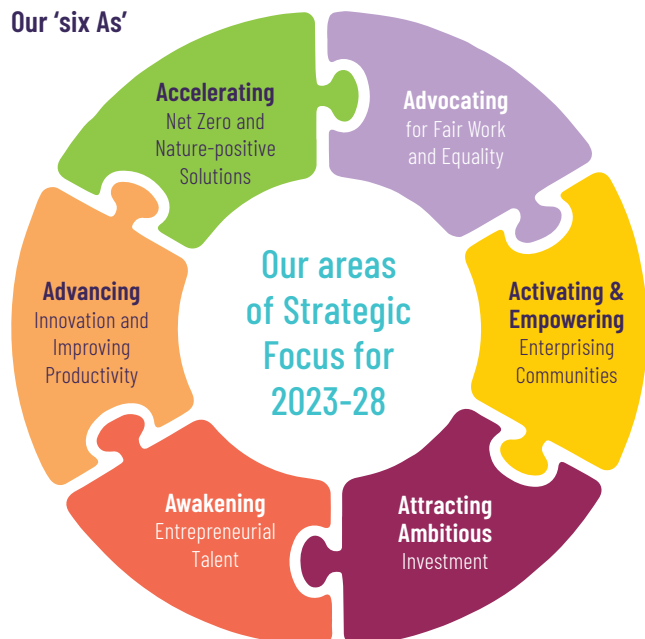 Our ‘six As’
Accelerating
Net Zero and
Nature-positive
Solutions
Advocating
for Fair Work
and Equality
Activating &
Empowering
Enterprising
Communities
Attracting
Ambitious
Investment
Awakening
Entrepreneurial
Talent
Advancing
Innovation and
Improving
Productivity
Our areas
of Strategic
Focus for
2023-28